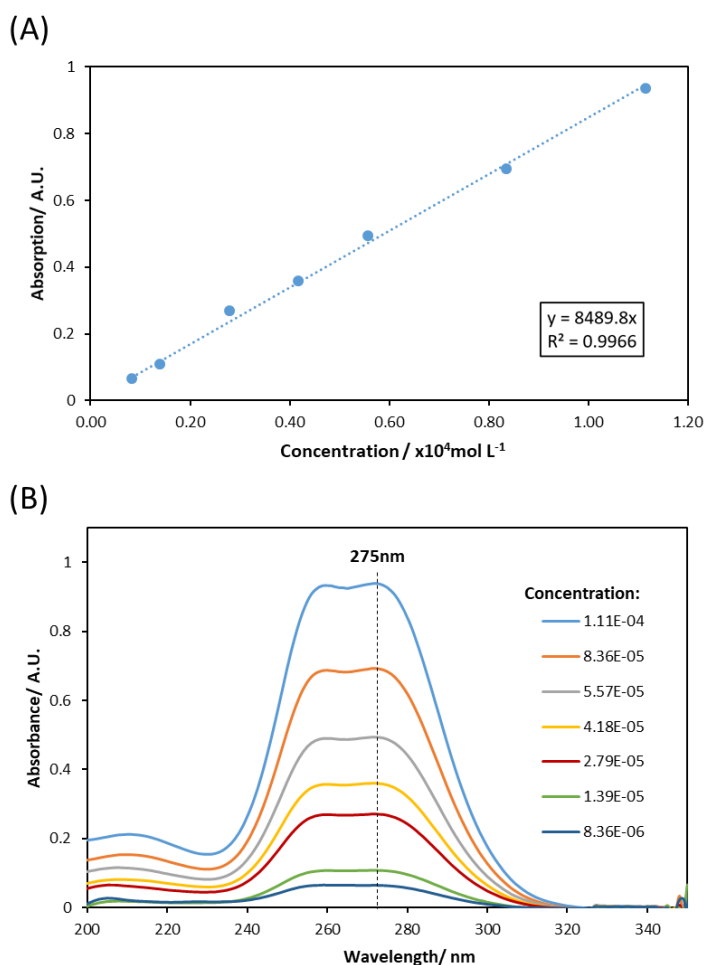 (A)
1
0.8
0.6
0.4
0.2
0
Absorption/ A.U.
y = 8489.8x
R² = 0.9966
0.00 0.20 0.40 0.60 0.80 1.00 1.20
Concentration / x10⁴mol L⁻¹
(B)
275nm
1
0.8
0.6
0.4
0.2
0
Absorbance/ A.U.
Concentration:
1.11E-04
8.36E-05
5.57E-05
4.18E-05
2.79E-05
1.39E-05
8.36E-06
200 220 240 260 280 300 320 340
Wavelength/ nm